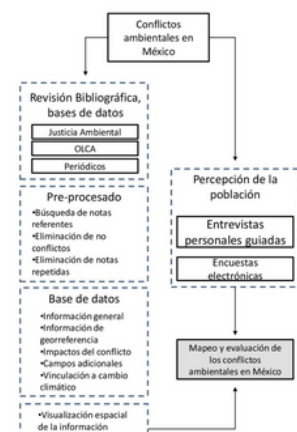 Conflictos
ambientales en
México
Revisión Bibliográfica,
bases de datos
Justicia Ambiental
OLCA
Periódicos
Pre-procesado
•Búsqueda de notas
referentes
•Eliminación de no
conflictos
•Eliminación de notas
repetidas
Base de datos
•Información general
•Información de
georreferencia
•Impactos del conflicto
•Campos adicionales
•Vinculación a cambio
climático
•Visualización espacial
de la información
Percepción de la
población
Entrevistas
personales guiadas
Encuestas
electrónicas
Mapeo y evaluación de
los conflictos
ambientales en México